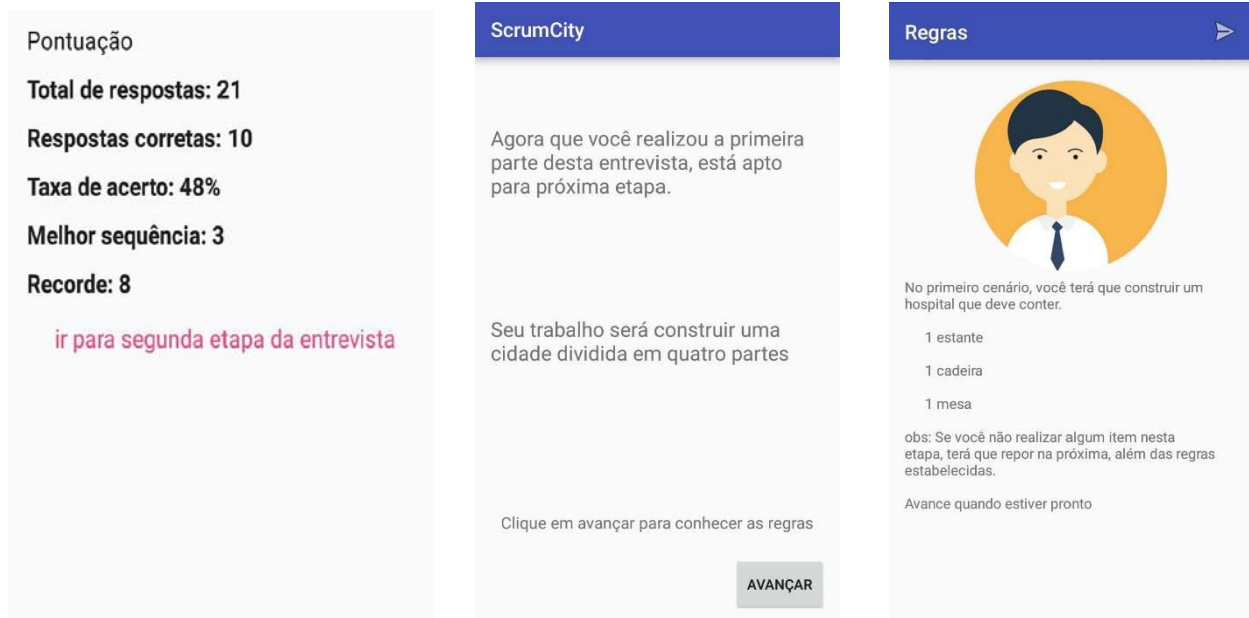 Pontuação
Total de respostas: 21
Respostas corretas: 10
Taxa de acerto: 48%
Melhor sequência: 3
Recorde: 8
ir para segunda etapa da entrevista
ScrumCity
Agora que você realizou a primeira
parte desta entrevista, está apto
para próxima etapa.
Seu trabalho será construir uma
cidade dividida em quatro partes
Clique em avançar para conhecer as regras
AVANÇAR
Regras
No primeiro cenário, você terá que construir um
hospital que deve conter.
1 estante
1 cadeira
1 mesa
obs: Se você não realizar algum item nesta
etapa, terá que repor na próxima, além das regras
estabelecidas.
Avance quando estiver pronto